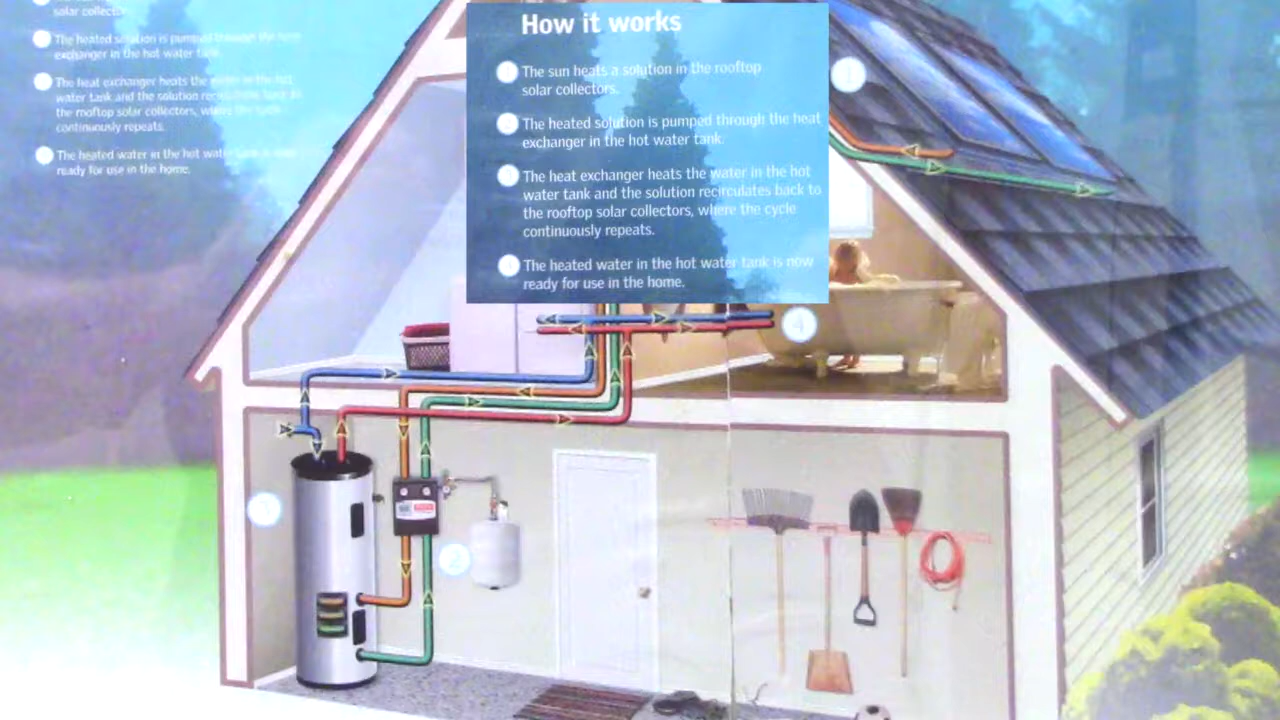 solar collector
The heated solution is pumped through the heat
exchanger in the hot water tank.
The heat exchanger heats the water in the hot
water tank and the solution recirculates back to
the rooftop solar collectors, where the cycle
continuously repeats.
The heated water in the hot water tank is now
ready for use in the home.
How it works
1 The sun heats a solution in the rooftop
solar collectors.
The heated solution is pumped through the heat
exchanger in the hot water tank.
The heat exchanger heats the water in the hot
water tank and the solution recirculates back to
the rooftop solar collectors, where the cycle
continuously repeats.
The heated water in the hot water tank is now
ready for use in the home.
1
4
3
2